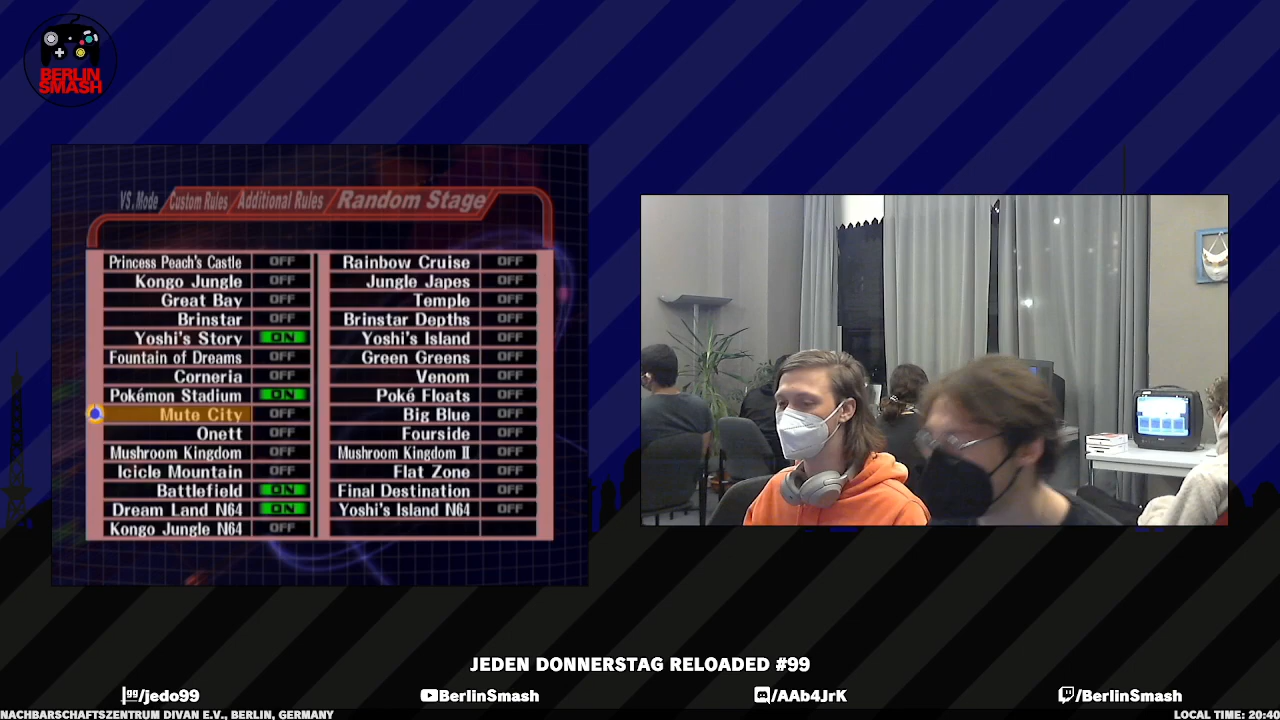 BERLIN
SMASH
VS. Mode Custom Rules Additional Rules Random Stage
Princess Peach's Castle OFF Rainbow Cruise OFF
Kongo Jungle OFF Jungle Japes OFF
Great Bay OFF Temple OFF
Brinstar OFF Brinstar Depths OFF
Yoshi's Story ON Yoshi's Island OFF
Fountain of Dreams OFF Green Greens OFF
Corneria OFF Venom OFF
Pokémon Stadium ON Poké Floats OFF
Mute City OFF Big Blue OFF
Onett OFF Fourside OFF
Mushroom Kingdom OFF Mushroom Kingdom II OFF
Icicle Mountain OFF Flat Zone OFF
Battlefield ON Final Destination OFF
Dream Land N64 ON Yoshi's Island N64 OFF
Kongo Jungle N64 OFF
JEDEN DONNERSTAG RELOADED #99
gg/jedo99 BerlinSmash /AAb4JrK /BerlinSmash
NACHBARSCHAFTSZENTRUM DIVAN E.V., BERLIN, GERMANY LOCAL TIME: 20:40